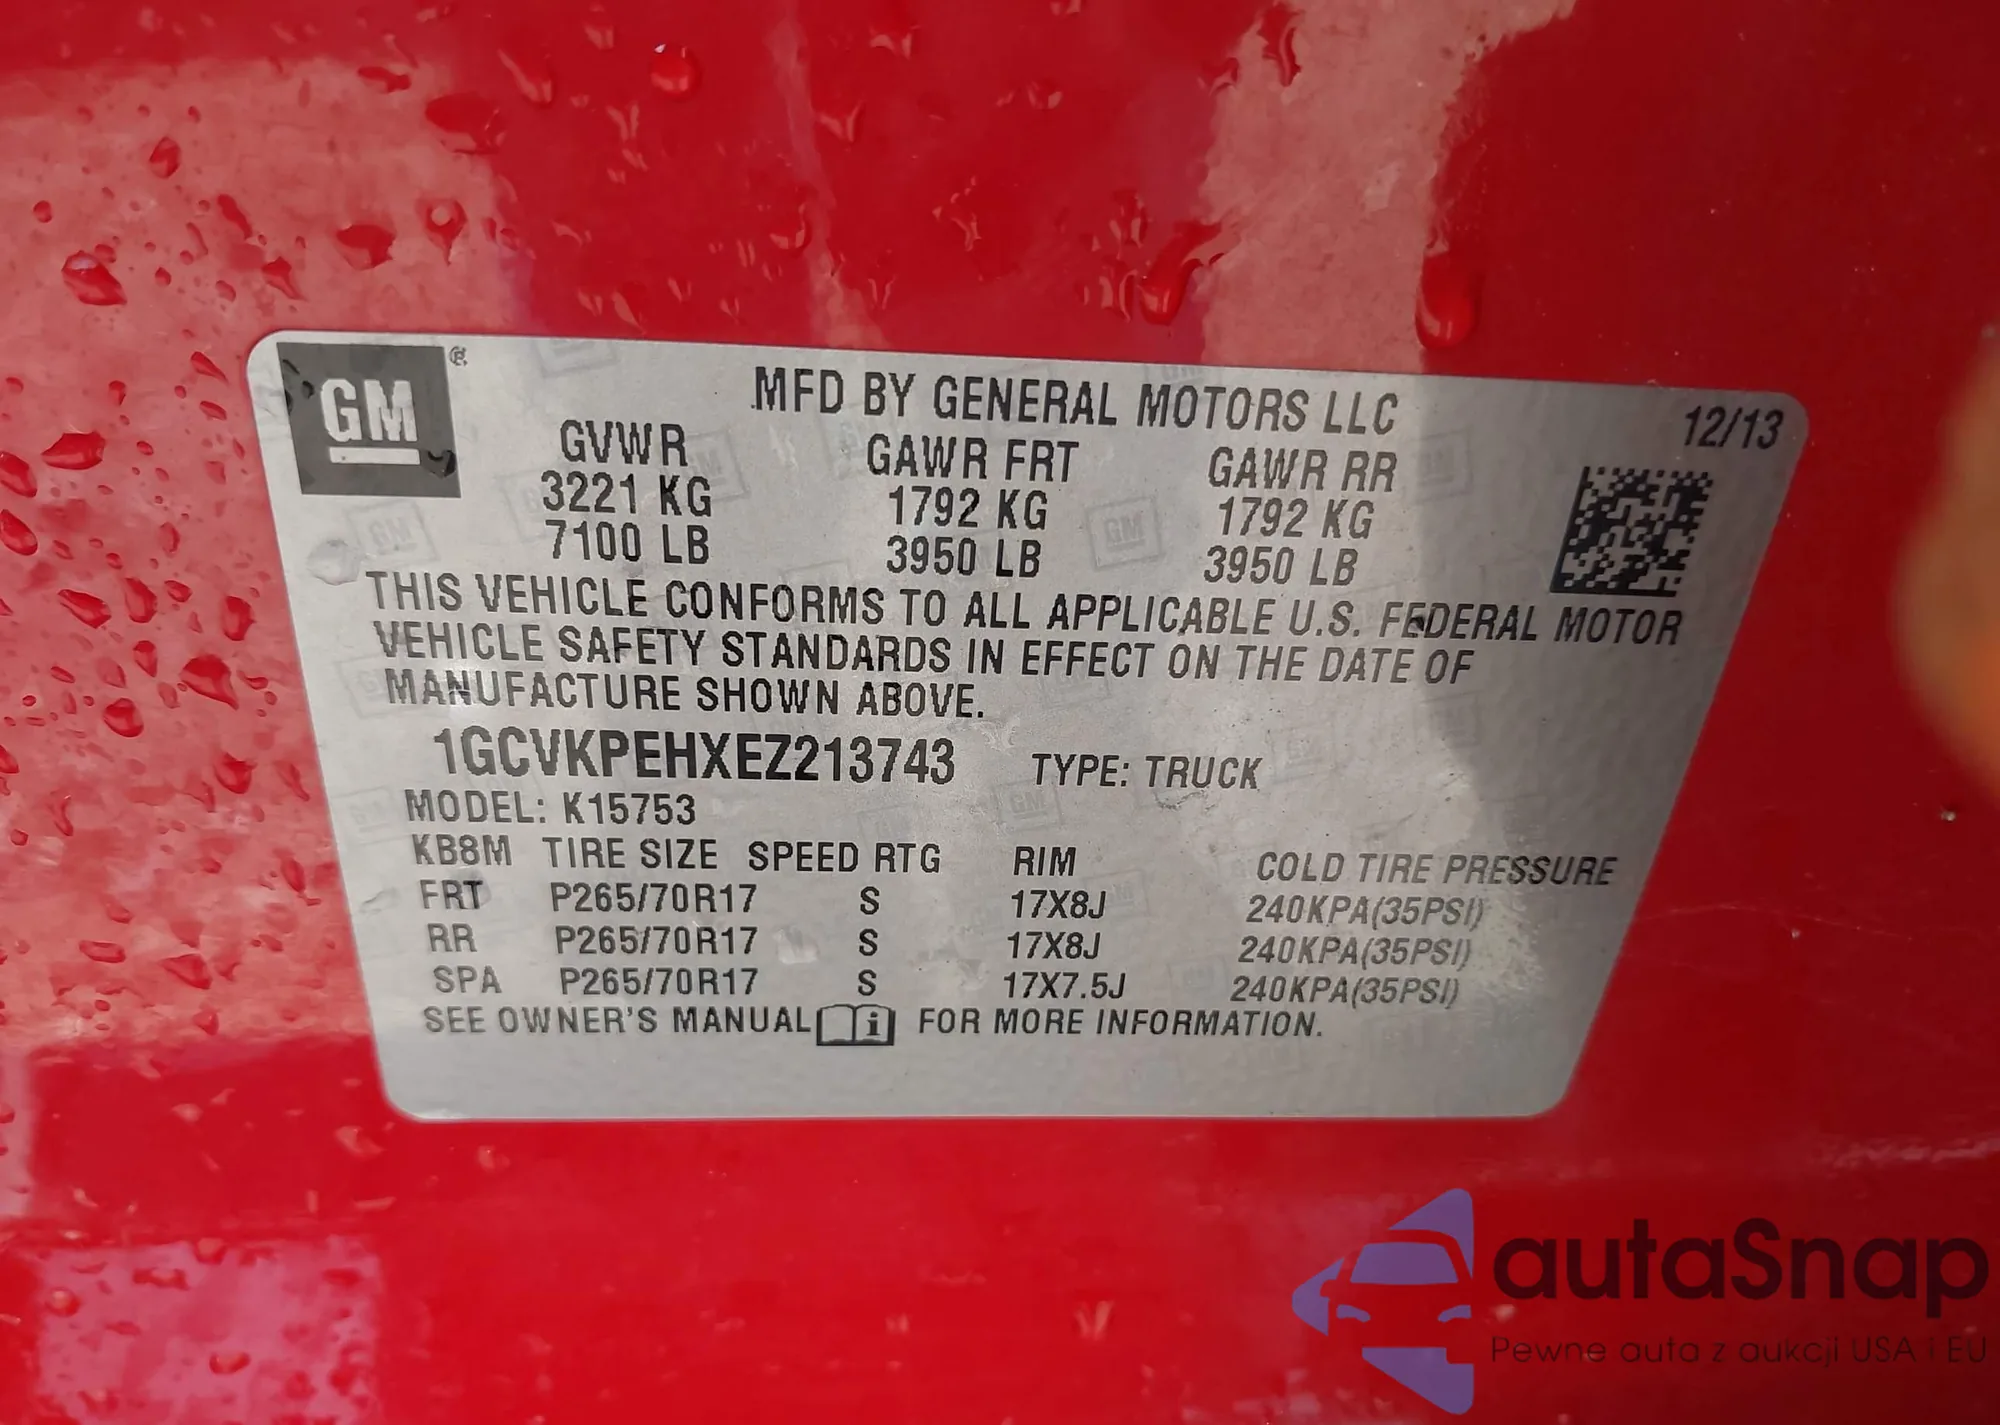 GM®
MFD BY GENERAL MOTORS LLC
12/13
GVWR GAWR FRT GAWR RR
3221 KG 1792 KG 1792 KG
7100 LB 3950 LB 3950 LB
THIS VEHICLE CONFORMS TO ALL APPLICABLE U.S. FEDERAL MOTOR
VEHICLE SAFETY STANDARDS IN EFFECT ON THE DATE OF
MANUFACTURE SHOWN ABOVE.
1GCVKPEHXEZ213743 TYPE: TRUCK
MODEL: K15753
KB8M TIRE SIZE SPEED RTG RIM COLD TIRE PRESSURE
FRT P265/70R17 S 17X8J 240KPA(35PSI)
RR P265/70R17 S 17X8J 240KPA(35PSI)
SPA P265/70R17 S 17X7.5J 240KPA(35PSI)
SEE OWNER'S MANUAL i FOR MORE INFORMATION.
autaSnap
Pewne auta z aukcji USA i EU